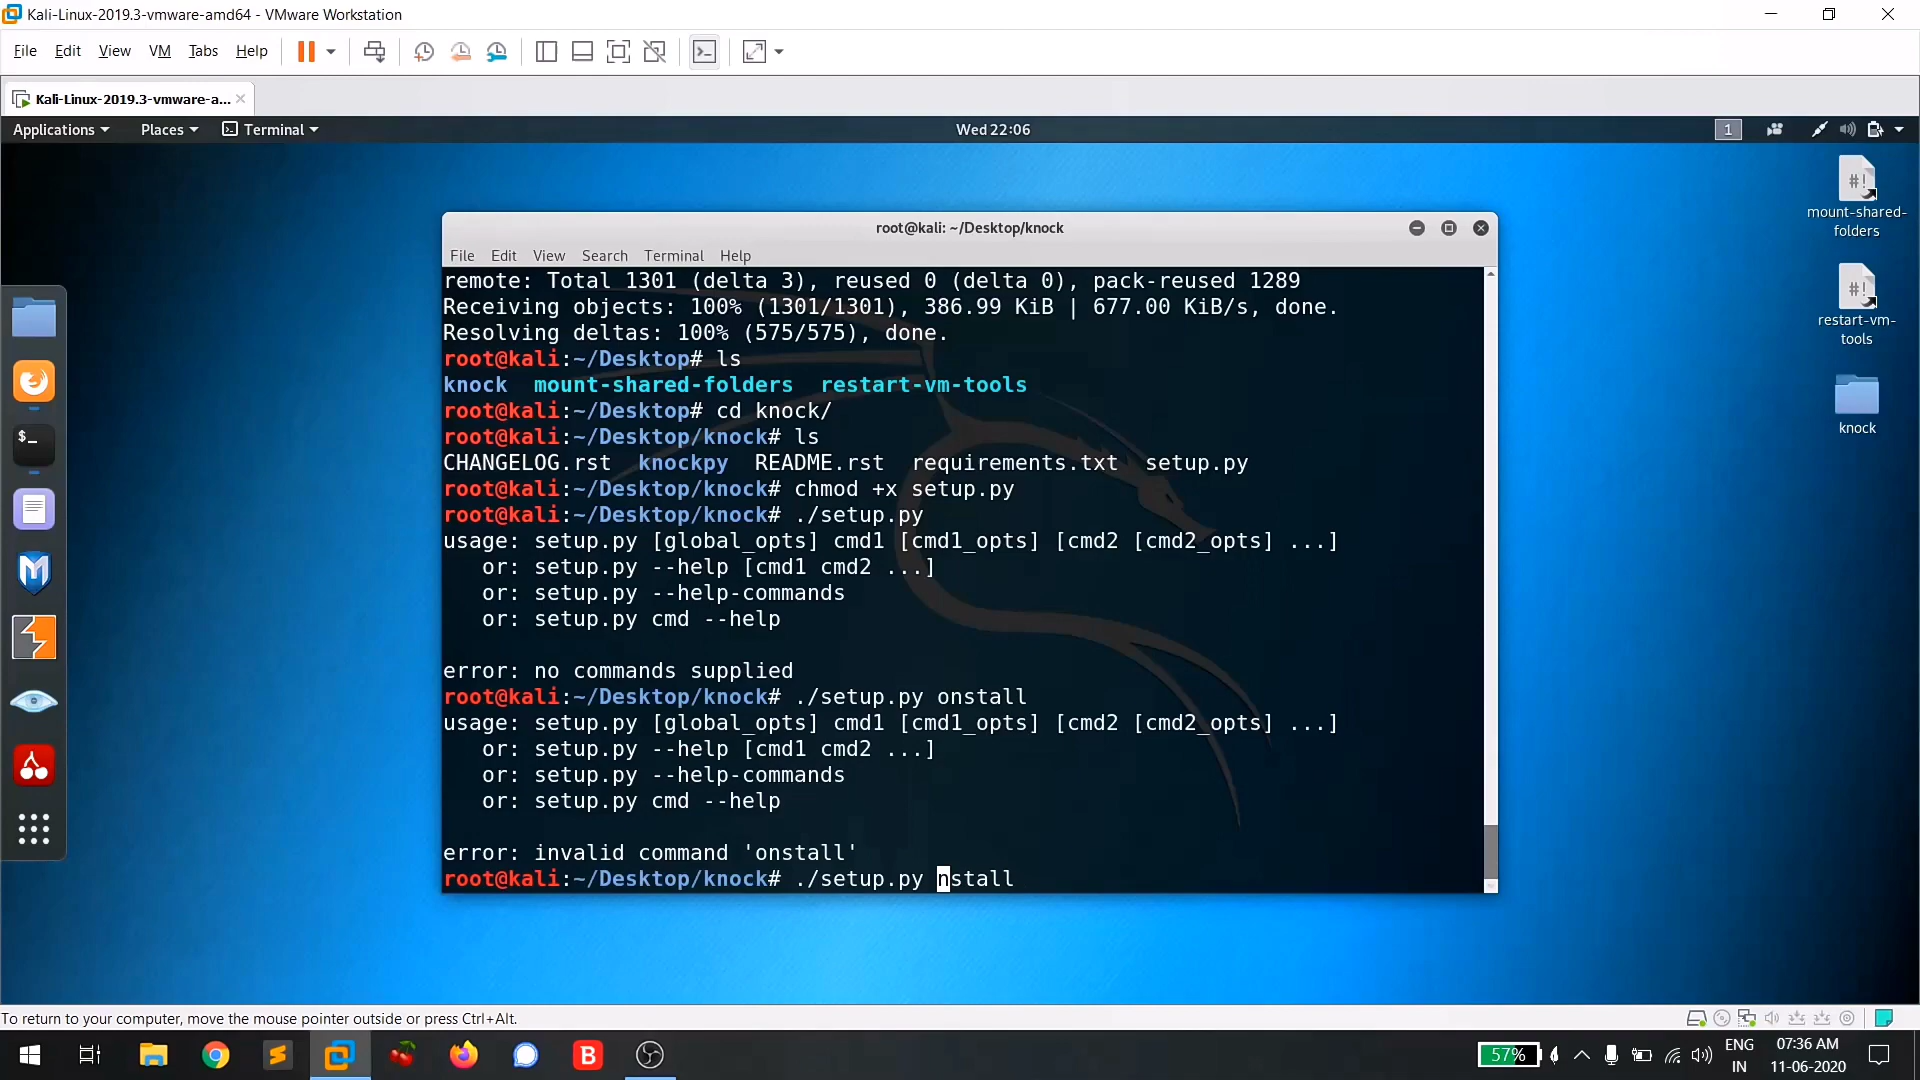 Kali-Linux-2019.3-vmware-amd64 - VMware Workstation
File Edit View VM Tabs Help
Kali-Linux-2019.3-vmware-a...
Applications Places Terminal Wed 22:06 1
mount-shared-
folders
restart-vm-
tools
knock
root@kali: ~/Desktop/knock
File Edit View Search Terminal Help
remote: Total 1301 (delta 3), reused 0 (delta 0), pack-reused 1289
Receiving objects: 100% (1301/1301), 386.99 KiB | 677.00 KiB/s, done.
Resolving deltas: 100% (575/575), done.
root@kali:~/Desktop# ls
knock  mount-shared-folders  restart-vm-tools
root@kali:~/Desktop# cd knock/
root@kali:~/Desktop/knock# ls
CHANGELOG.rst  knockpy  README.rst  requirements.txt  setup.py
root@kali:~/Desktop/knock# chmod +x setup.py
root@kali:~/Desktop/knock# ./setup.py
usage: setup.py [global_opts] cmd1 [cmd1_opts] [cmd2 [cmd2_opts] ...]
   or: setup.py --help [cmd1 cmd2 ...]
   or: setup.py --help-commands
   or: setup.py cmd --help
error: no commands supplied
root@kali:~/Desktop/knock# ./setup.py onstall
usage: setup.py [global_opts] cmd1 [cmd1_opts] [cmd2 [cmd2_opts] ...]
   or: setup.py --help [cmd1 cmd2 ...]
   or: setup.py --help-commands
   or: setup.py cmd --help
error: invalid command 'onstall'
root@kali:~/Desktop/knock# ./setup.py nstall
To return to your computer, move the mouse pointer outside or press Ctrl+Alt.
57% ENG 07:36 AM
IN 11-06-2020